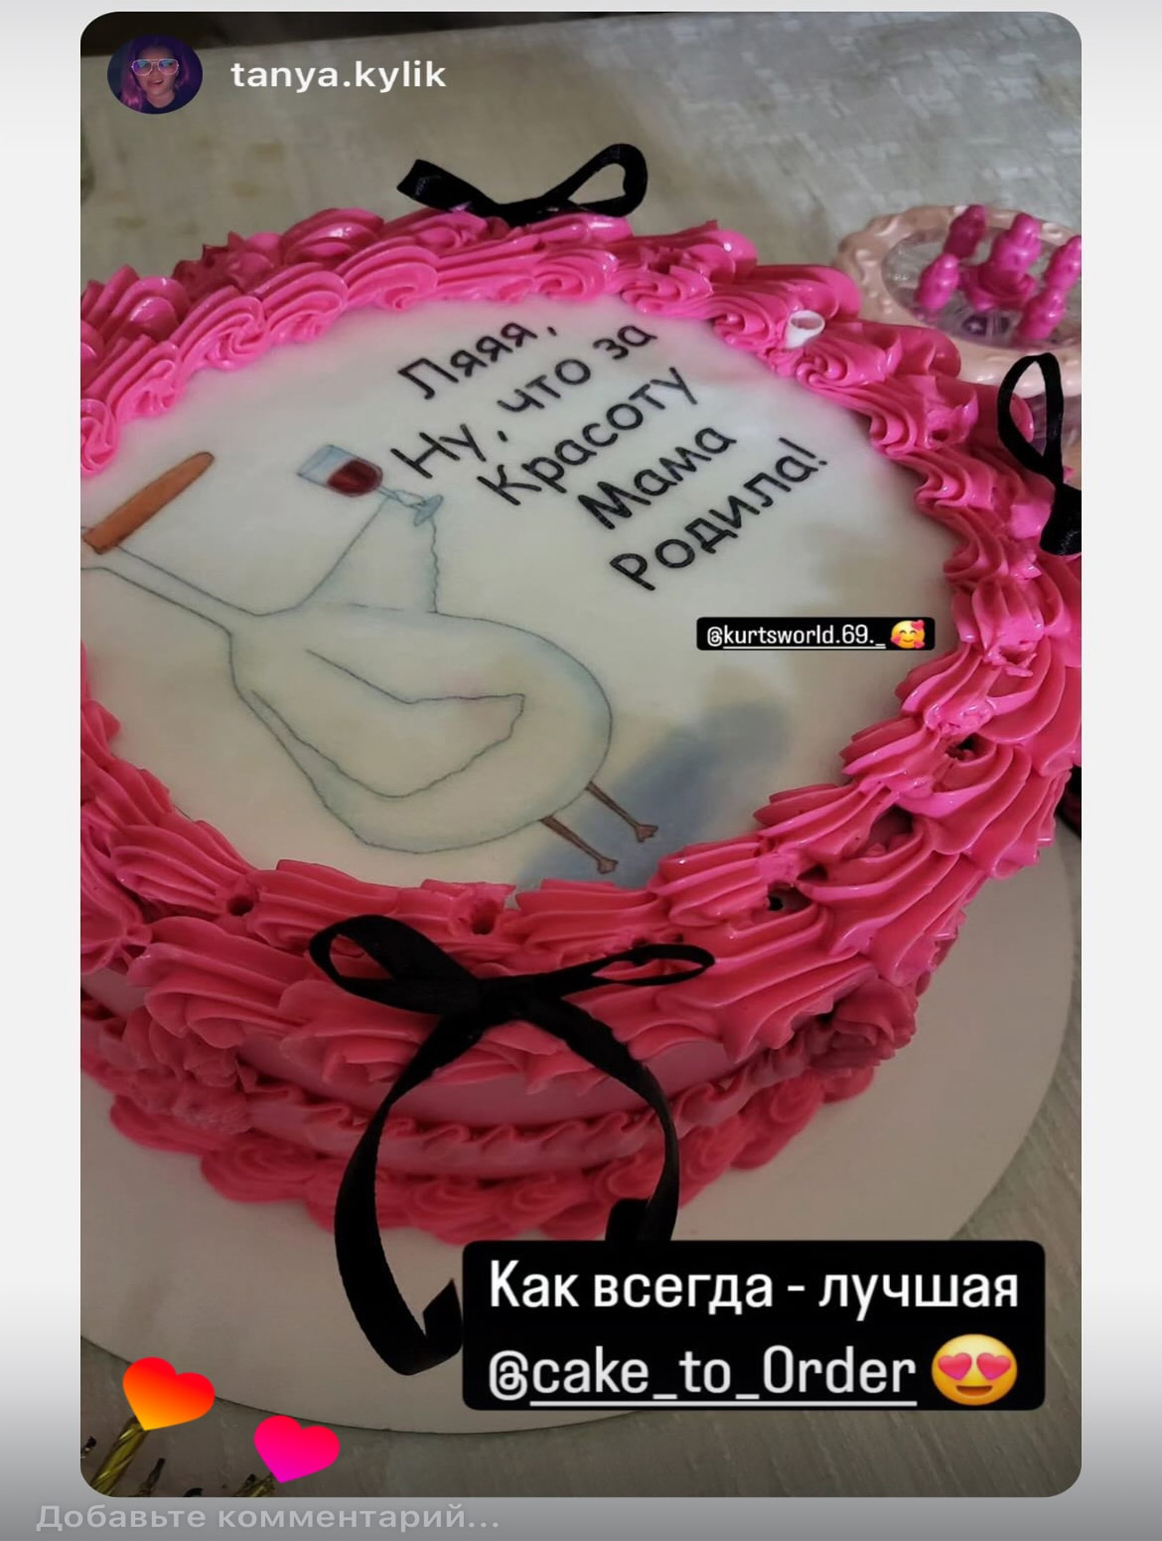 tanya.kylik
Ляяя,
Ну, что за
Красоту
Мама
Родила!
@kurtsworld.69._
Как всегда - лучшая
@cake_to_Order
Добавьте комментарий...